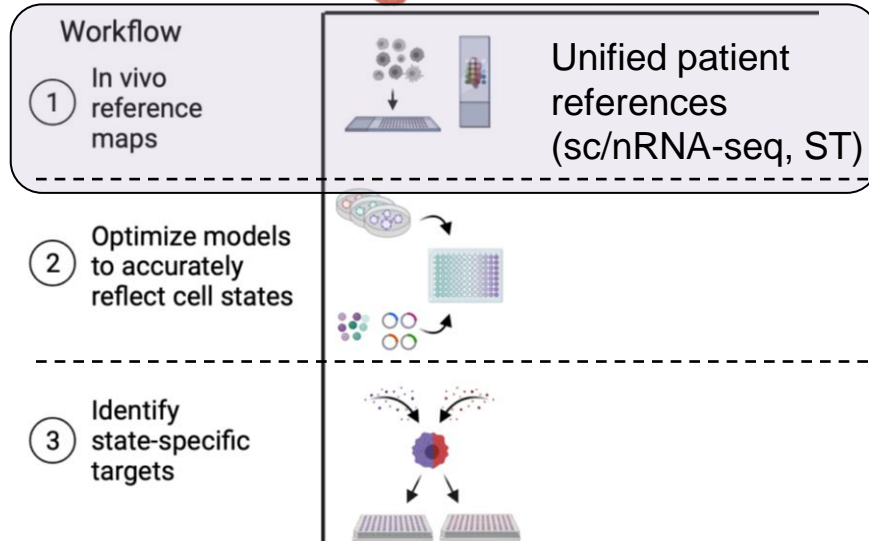 Workflow
1
In vivo
reference
maps
Unified patient
references
(sc/nRNA-seq, ST)
2
Optimize models
to accurately
reflect cell states
3
Identify
state-specific
targets